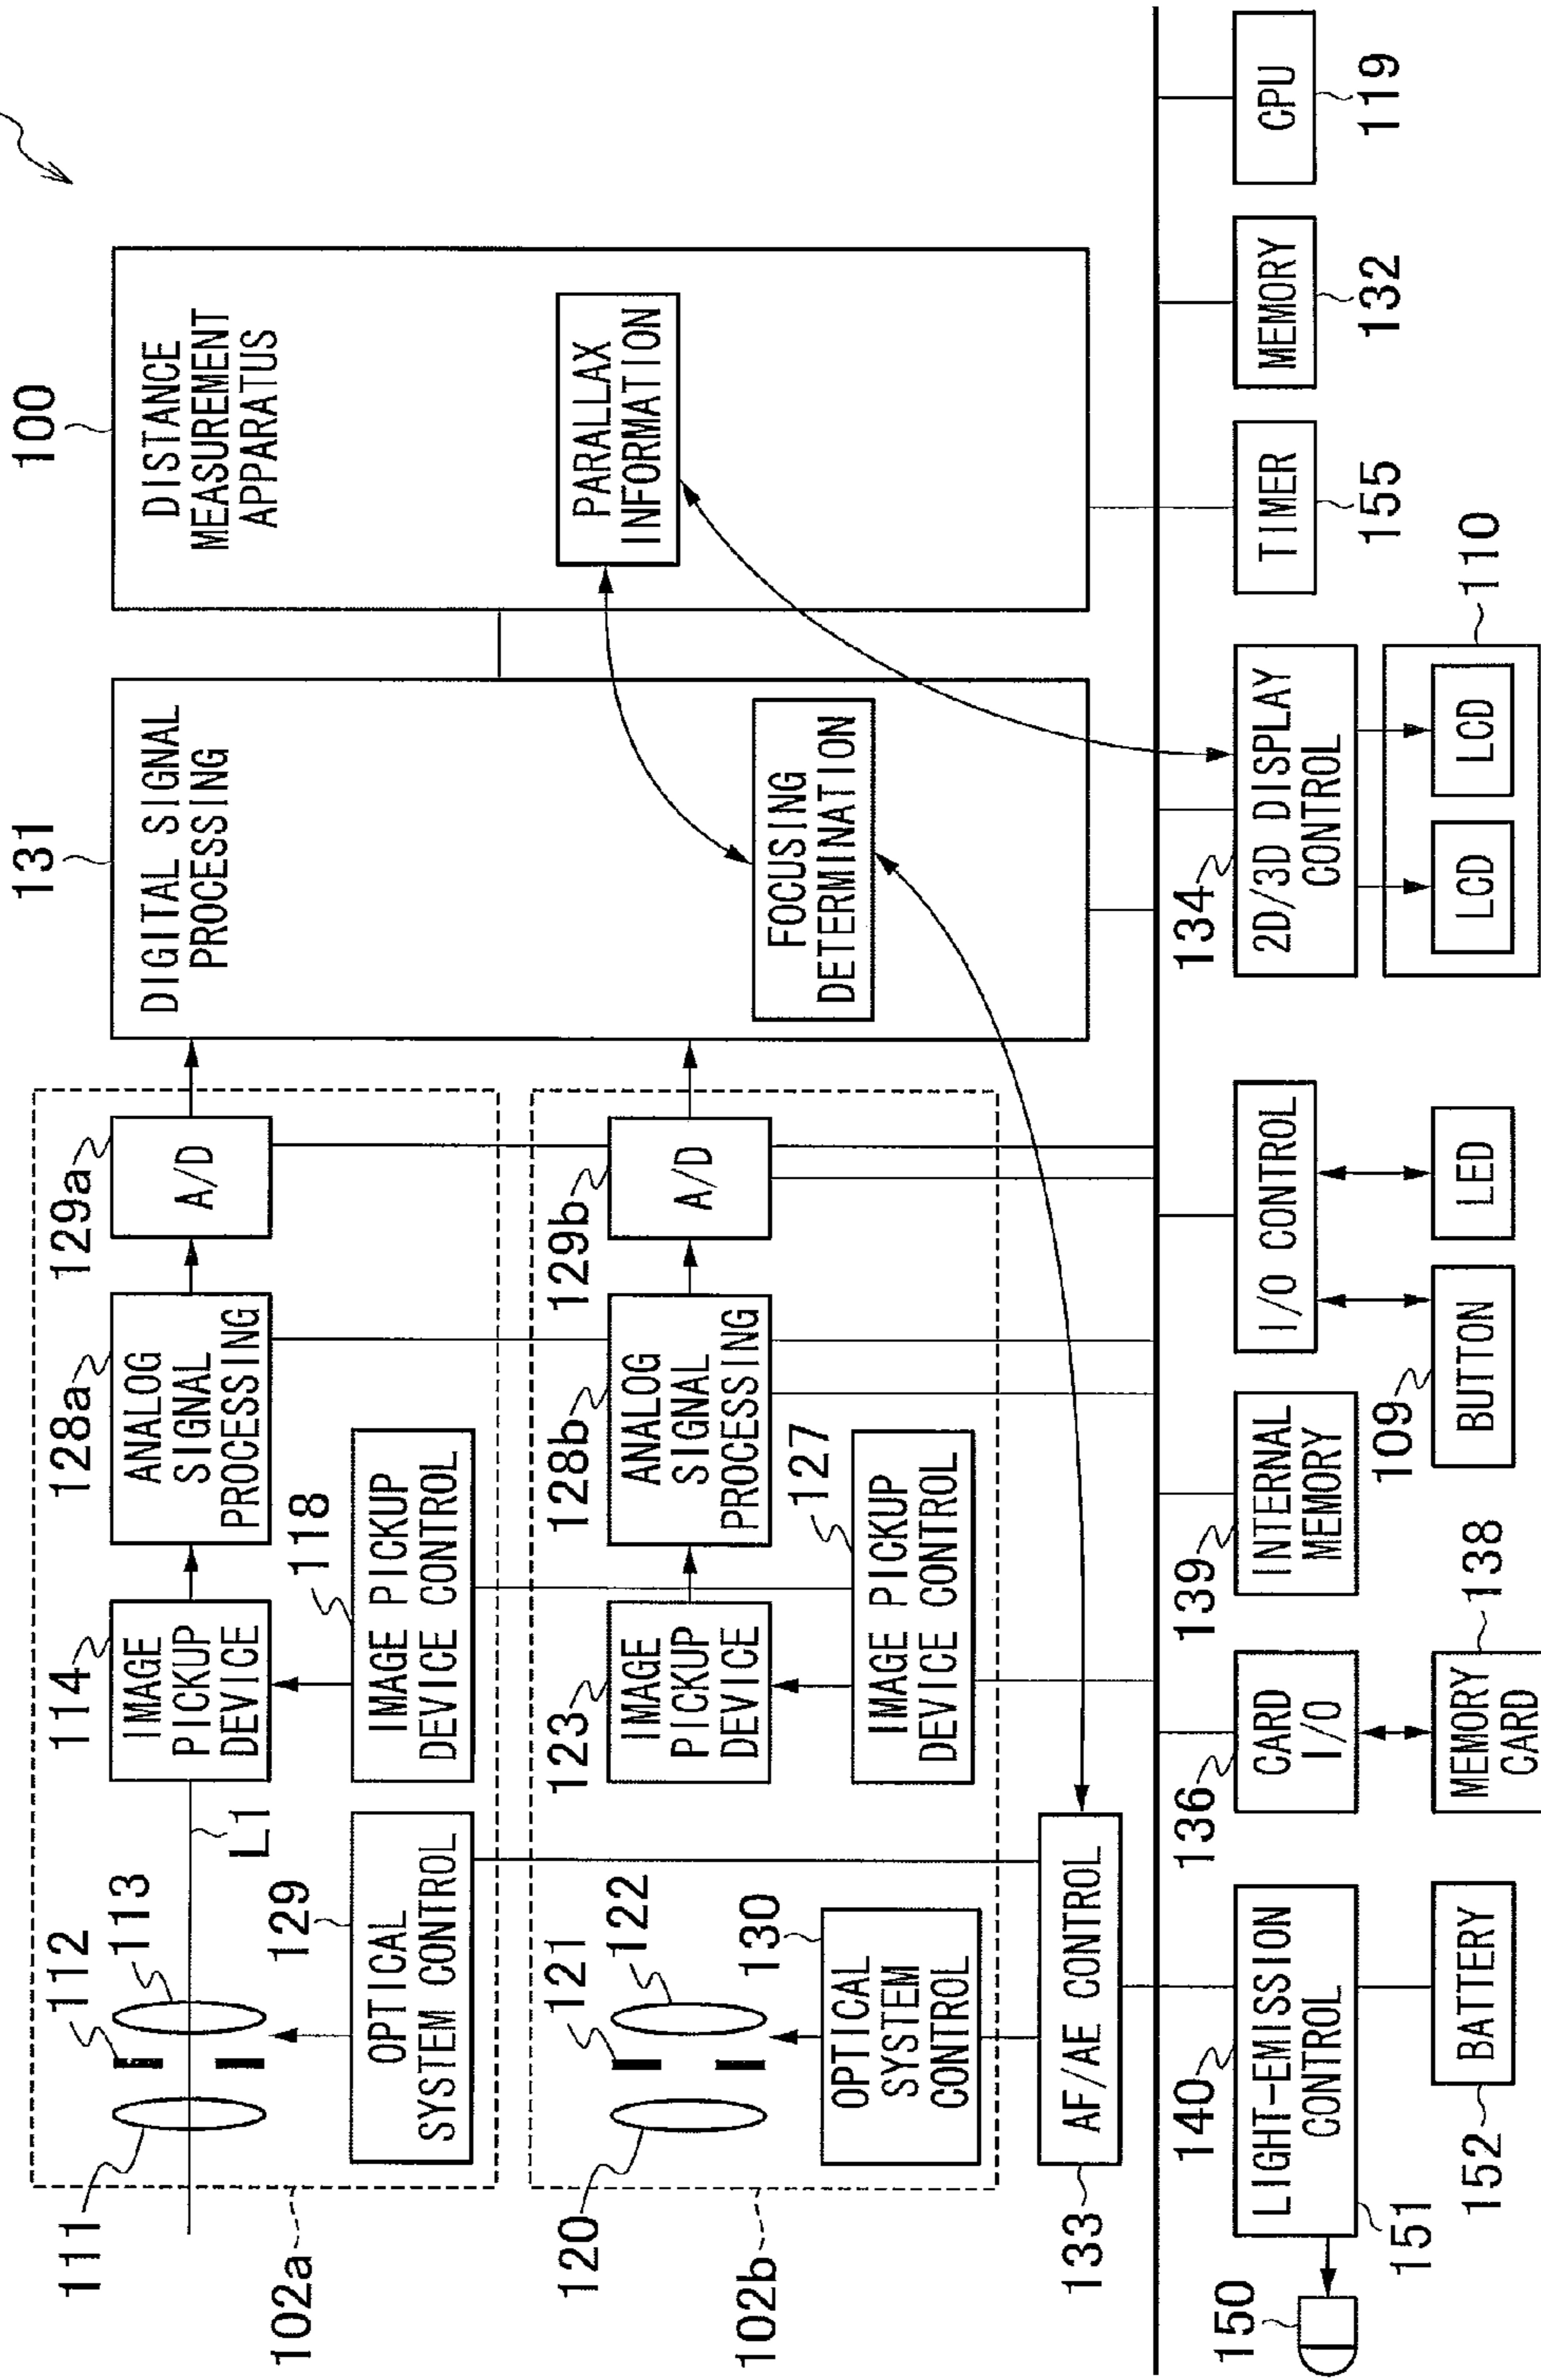 100
131
DISTANCE
MEASUREMENT
APPARATUS
PARALLAX
INFORMATION
DIGITAL SIGNAL
PROCESSING
FOCUSING
DETERMINATION
102a
111
112
113
L1
114
IMAGE
PICKUP
DEVICE
128a
ANALOG
SIGNAL
PROCESSING
129a
A/D
129
OPTICAL
SYSTEM CONTROL
118
IMAGE PICKUP
DEVICE CONTROL
102b
120
121
122
123
IMAGE
PICKUP
DEVICE
128b
ANALOG
SIGNAL
PROCESSING
129b
A/D
130
OPTICAL
SYSTEM
CONTROL
127
IMAGE PICKUP
DEVICE CONTROL
133
AF/AE CONTROL
150
151
140
LIGHT-EMISSION
CONTROL
152
BATTERY
136
CARD
I/O
138
MEMORY
CARD
139
INTERNAL
MEMORY
I/O CONTROL
109
BUTTON
LED
134
2D/3D DISPLAY
CONTROL
110
LCD
LCD
TIMER
155
MEMORY
132
CPU
119